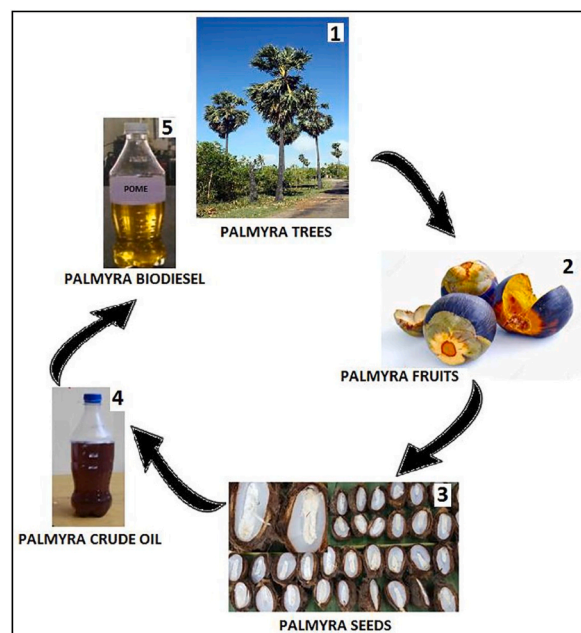 1
PALMYRA TREES
2
PALMYRA FRUITS
3
PALMYRA SEEDS
4
PALMYRA CRUDE OIL
5
POME
PALMYRA BIODIESEL